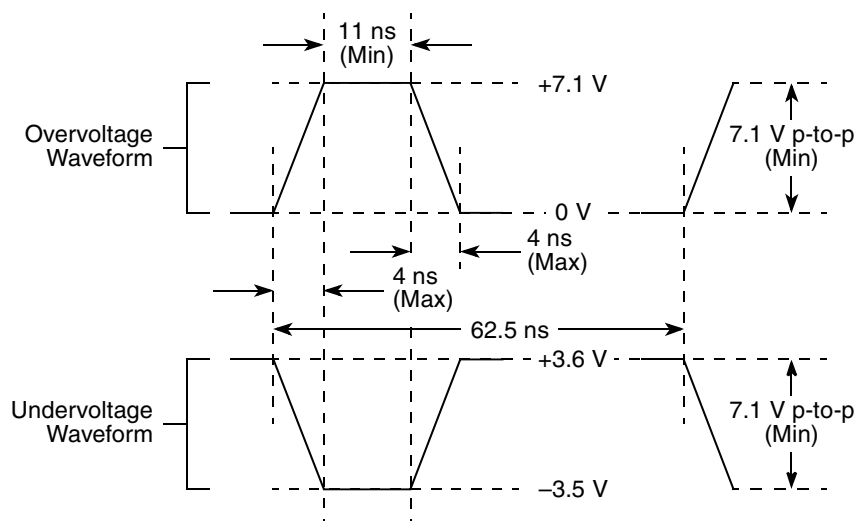 11 ns
(Min)
+7.1 V
Overvoltage
Waveform
7.1 V p-to-p
(Min)
0 V
4 ns
(Max)
4 ns
(Max)
62.5 ns
+3.6 V
Undervoltage
Waveform
7.1 V p-to-p
(Min)
–3.5 V